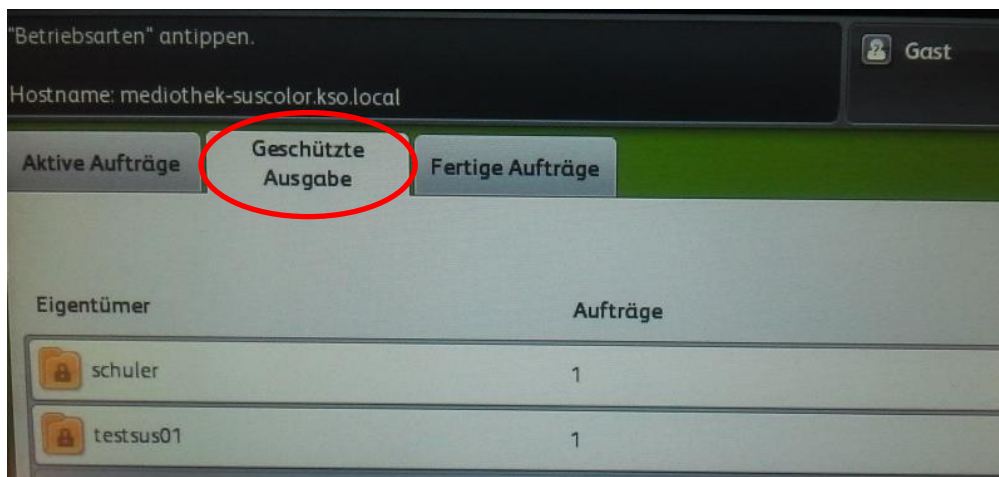 "Betriebsarten" antippen.
Gast
Hostname: mediothek-suscolor.kso.local
Aktive Aufträge
Geschützte
Ausgabe
Fertige Aufträge
Eigentümer Aufträge
schuler 1
testsus01 1